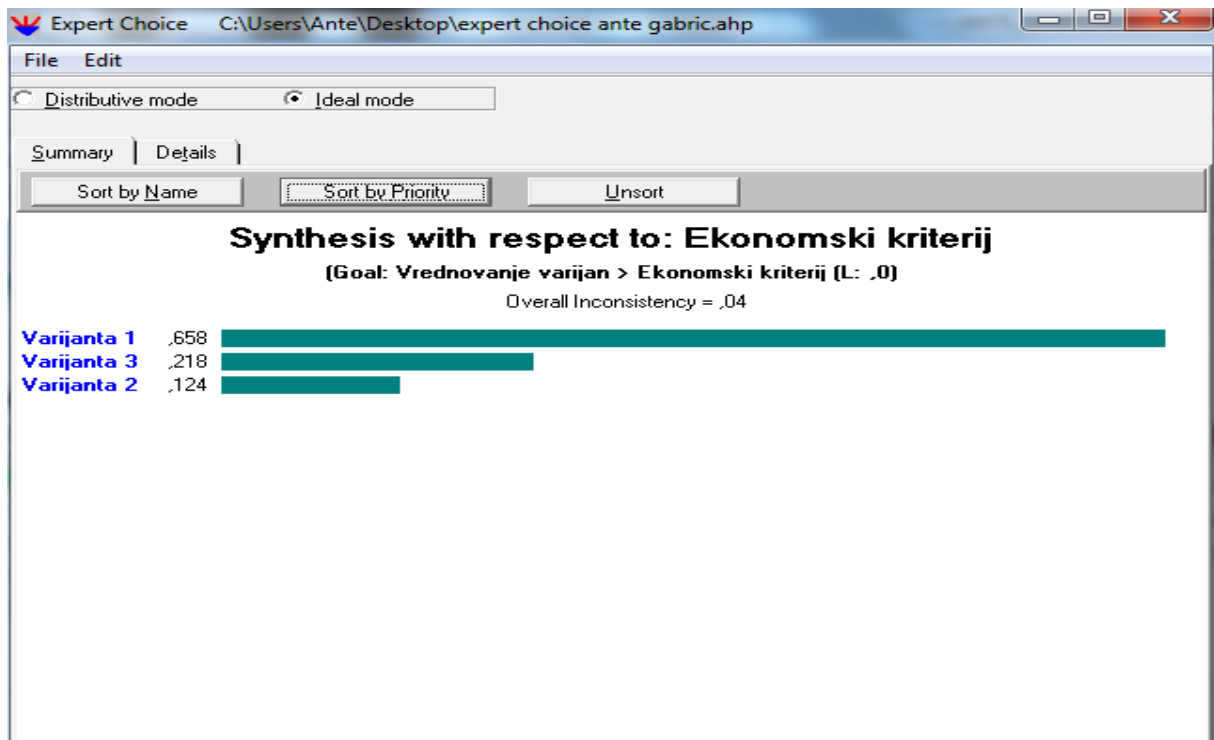 Expert Choice C:\Users\Ante\Desktop\expert choice ante gabric.ahp
File Edit
Distributive mode Ideal mode
Summary Details
Sort by Name Sort by Priority Unsort
Synthesis with respect to: Ekonomski kriterij
(Goal: Vrednovanje varijan > Ekonomski kriterij (L: ,0)
Overall Inconsistency = ,04
Varijanta 1 ,658
Varijanta 3 ,218
Varijanta 2 ,124